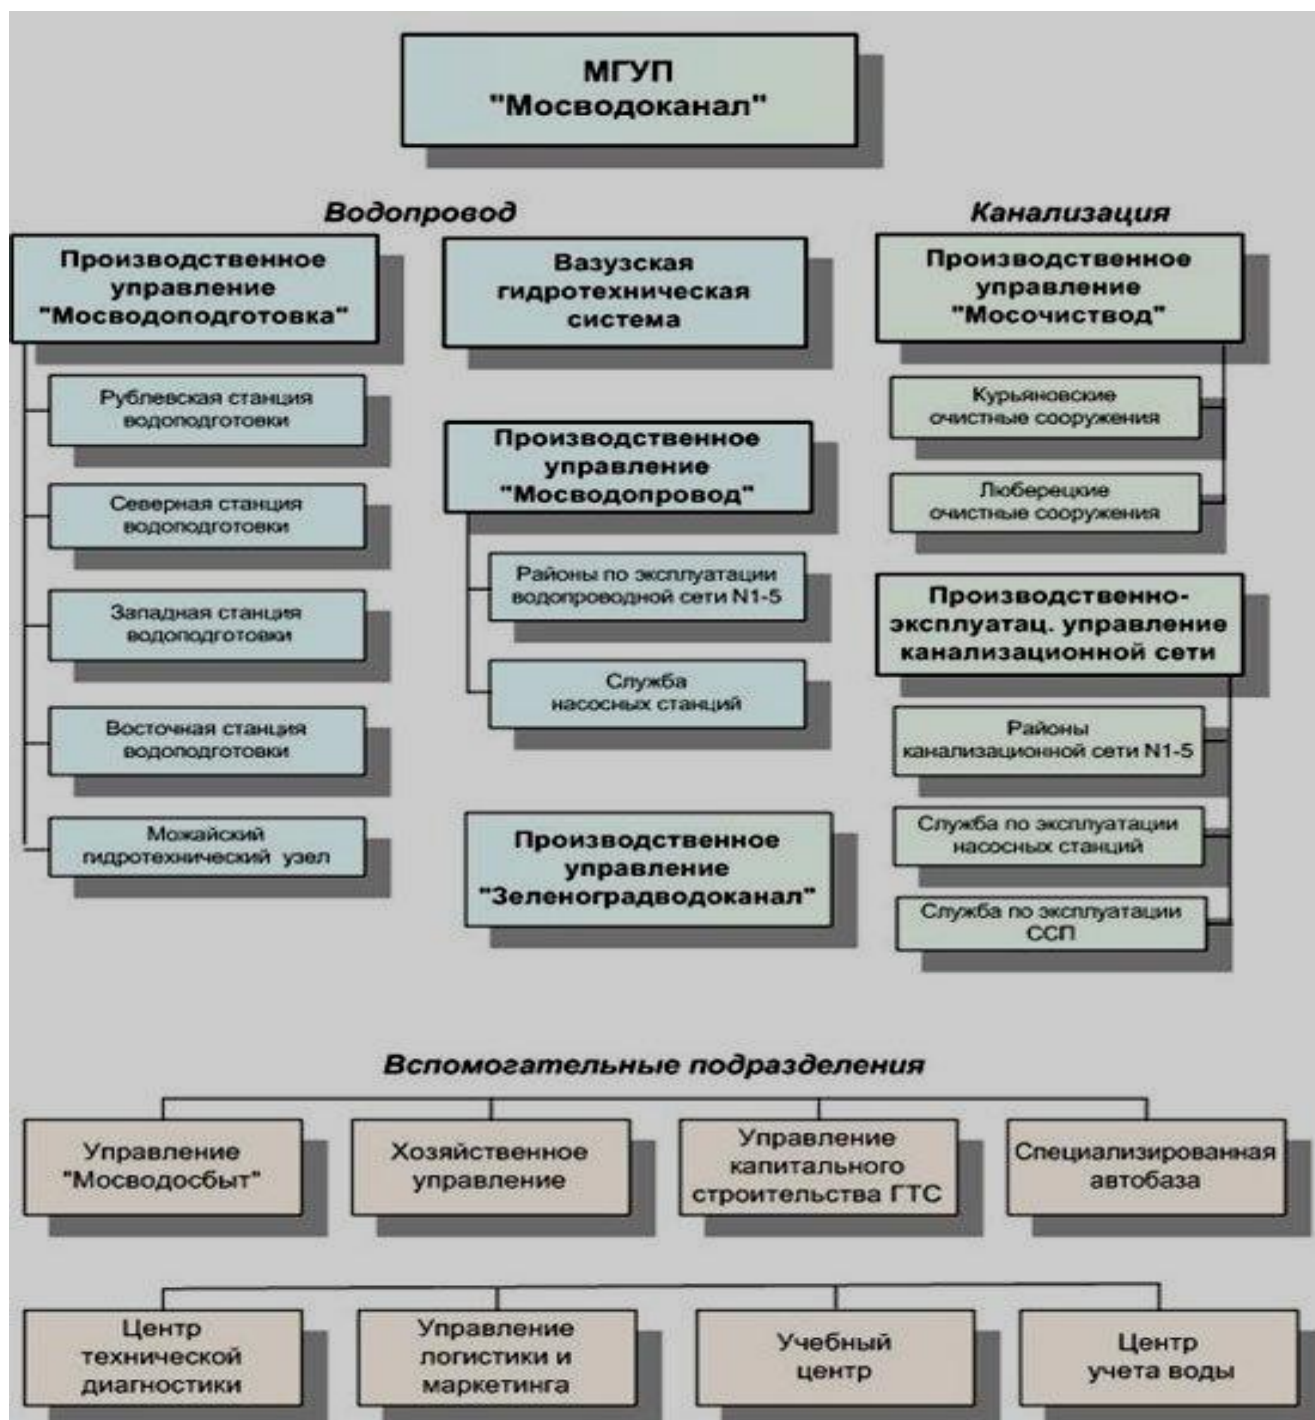 МГУП
"Мосводоканал"
Водопровод
Канализация
Производственное
управление
"Мосводоподготовка"
Рублевская станция
водоподготовки
Северная станция
водоподготовки
Западная станция
водоподготовки
Восточная станция
водоподготовки
Можайский
гидротехнический узел
Вазузская
гидротехническая
система
Производственное
управление
"Мосводопровод"
Районы по эксплуатации
водопроводной сети N1-5
Служба
насосных станций
Производственное
управление
"Зеленоградводоканал"
Производственное
управление
"Мосочиствод"
Курьяновские
очистные сооружения
Люберецкие
очистные сооружения
Производственно-
эксплуатац. управление
канализационной сети
Районы
канализационной сети N1-5
Служба по эксплуатации
насосных станций
Служба по эксплуатации
ССП
Вспомогательные подразделения
Управление
"Мосводосбыт"
Хозяйственное
управление
Управление
капитального
строительства ГТС
Специализированная
автобаза
Центр
технической
диагностики
Управление
логистики и
маркетинга
Учебный
центр
Центр
учета воды